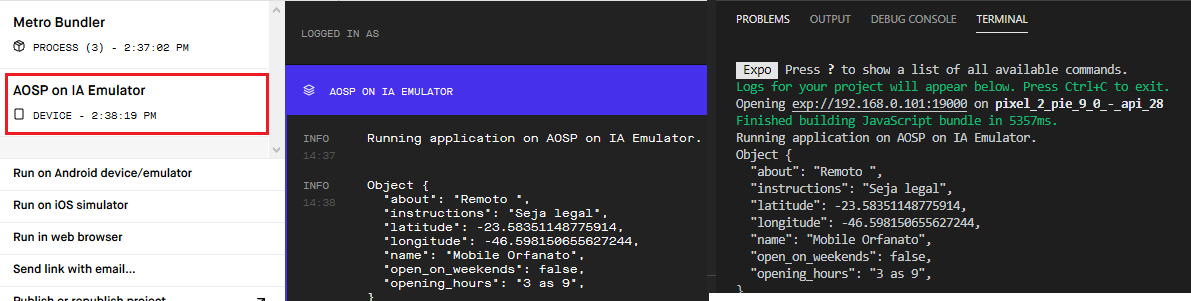 Metro Bundler
PROCESS (3) - 2:37:02 PM
AOSP on IA Emulator
DEVICE - 2:38:19 PM
Run on Android device/emulator
Run on iOS simulator
Run in web browser
Send link with email...
Publish or republish project
LOGGED IN AS
AOSP ON IA EMULATOR
INFO
14:37
Running application on AOSP on IA Emulator.
INFO
14:38
Object {
"about": "Remoto ",
"instructions": "Seja legal",
"latitude": -23.58351148775914,
"longitude": -46.598150655627244,
"name": "Mobile Orfanato",
"open_on_weekends": false,
"opening_hours": "3 as 9",
}
PROBLEMS OUTPUT DEBUG CONSOLE TERMINAL
Expo Press ? to show a list of all available commands.
Logs for your project will appear below. Press Ctrl+C to exit.
Opening exp://192.168.0.101:19000 on pixel_2_pie_9_0_-_api_28
Finished building JavaScript bundle in 5357ms.
Running application on AOSP on IA Emulator.
Object {
"about": "Remoto ",
"instructions": "Seja legal",
"latitude": -23.58351148775914,
"longitude": -46.598150655627244,
"name": "Mobile Orfanato",
"open_on_weekends": false,
"opening_hours": "3 as 9",
}